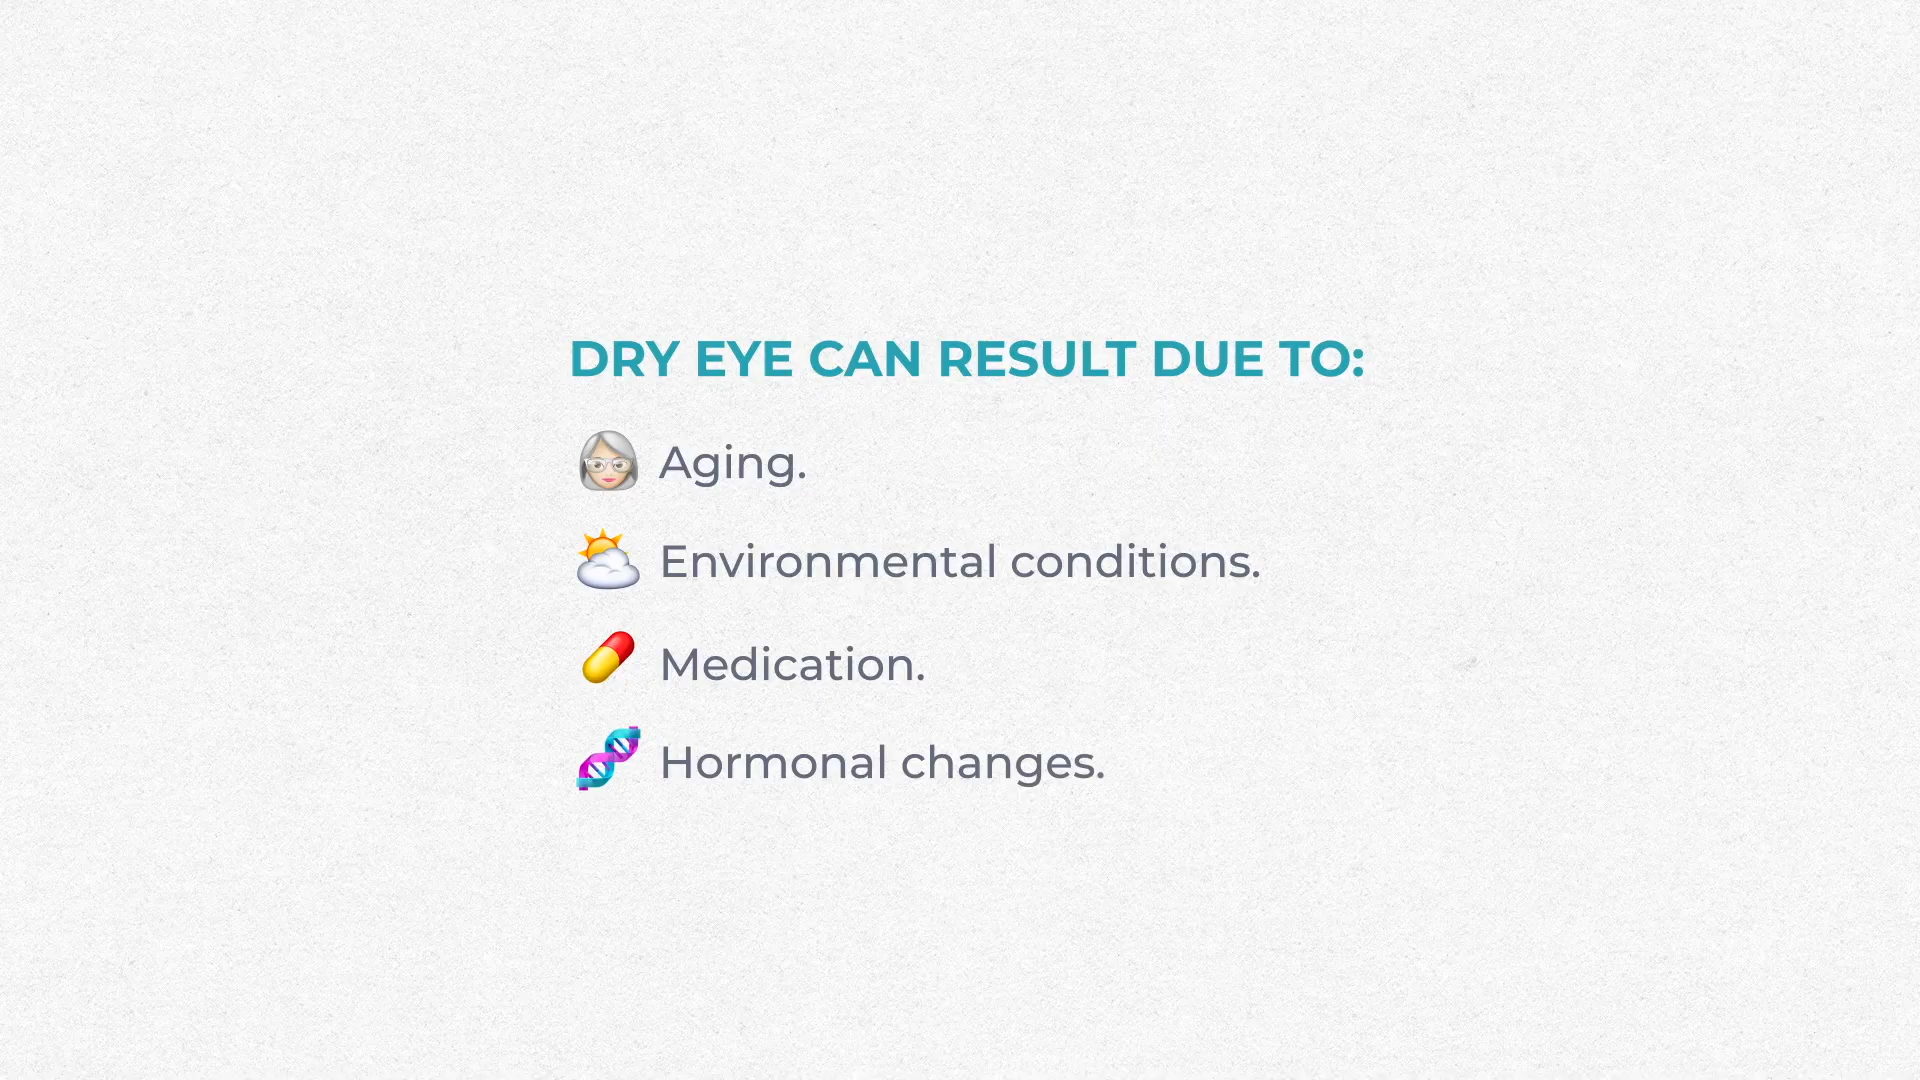 DRY EYE CAN RESULT DUE TO:
Aging.
Environmental conditions.
Medication.
Hormonal changes.